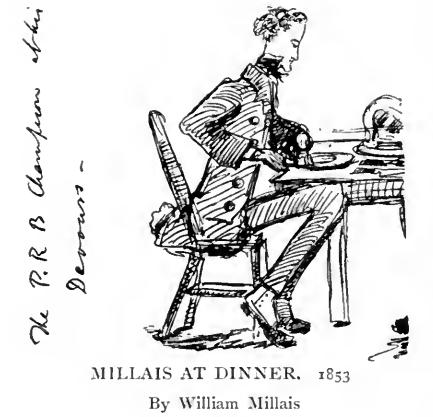 The P.R B Champion at his
Devours –
MILLAIS AT DINNER. 1853
By William Millais